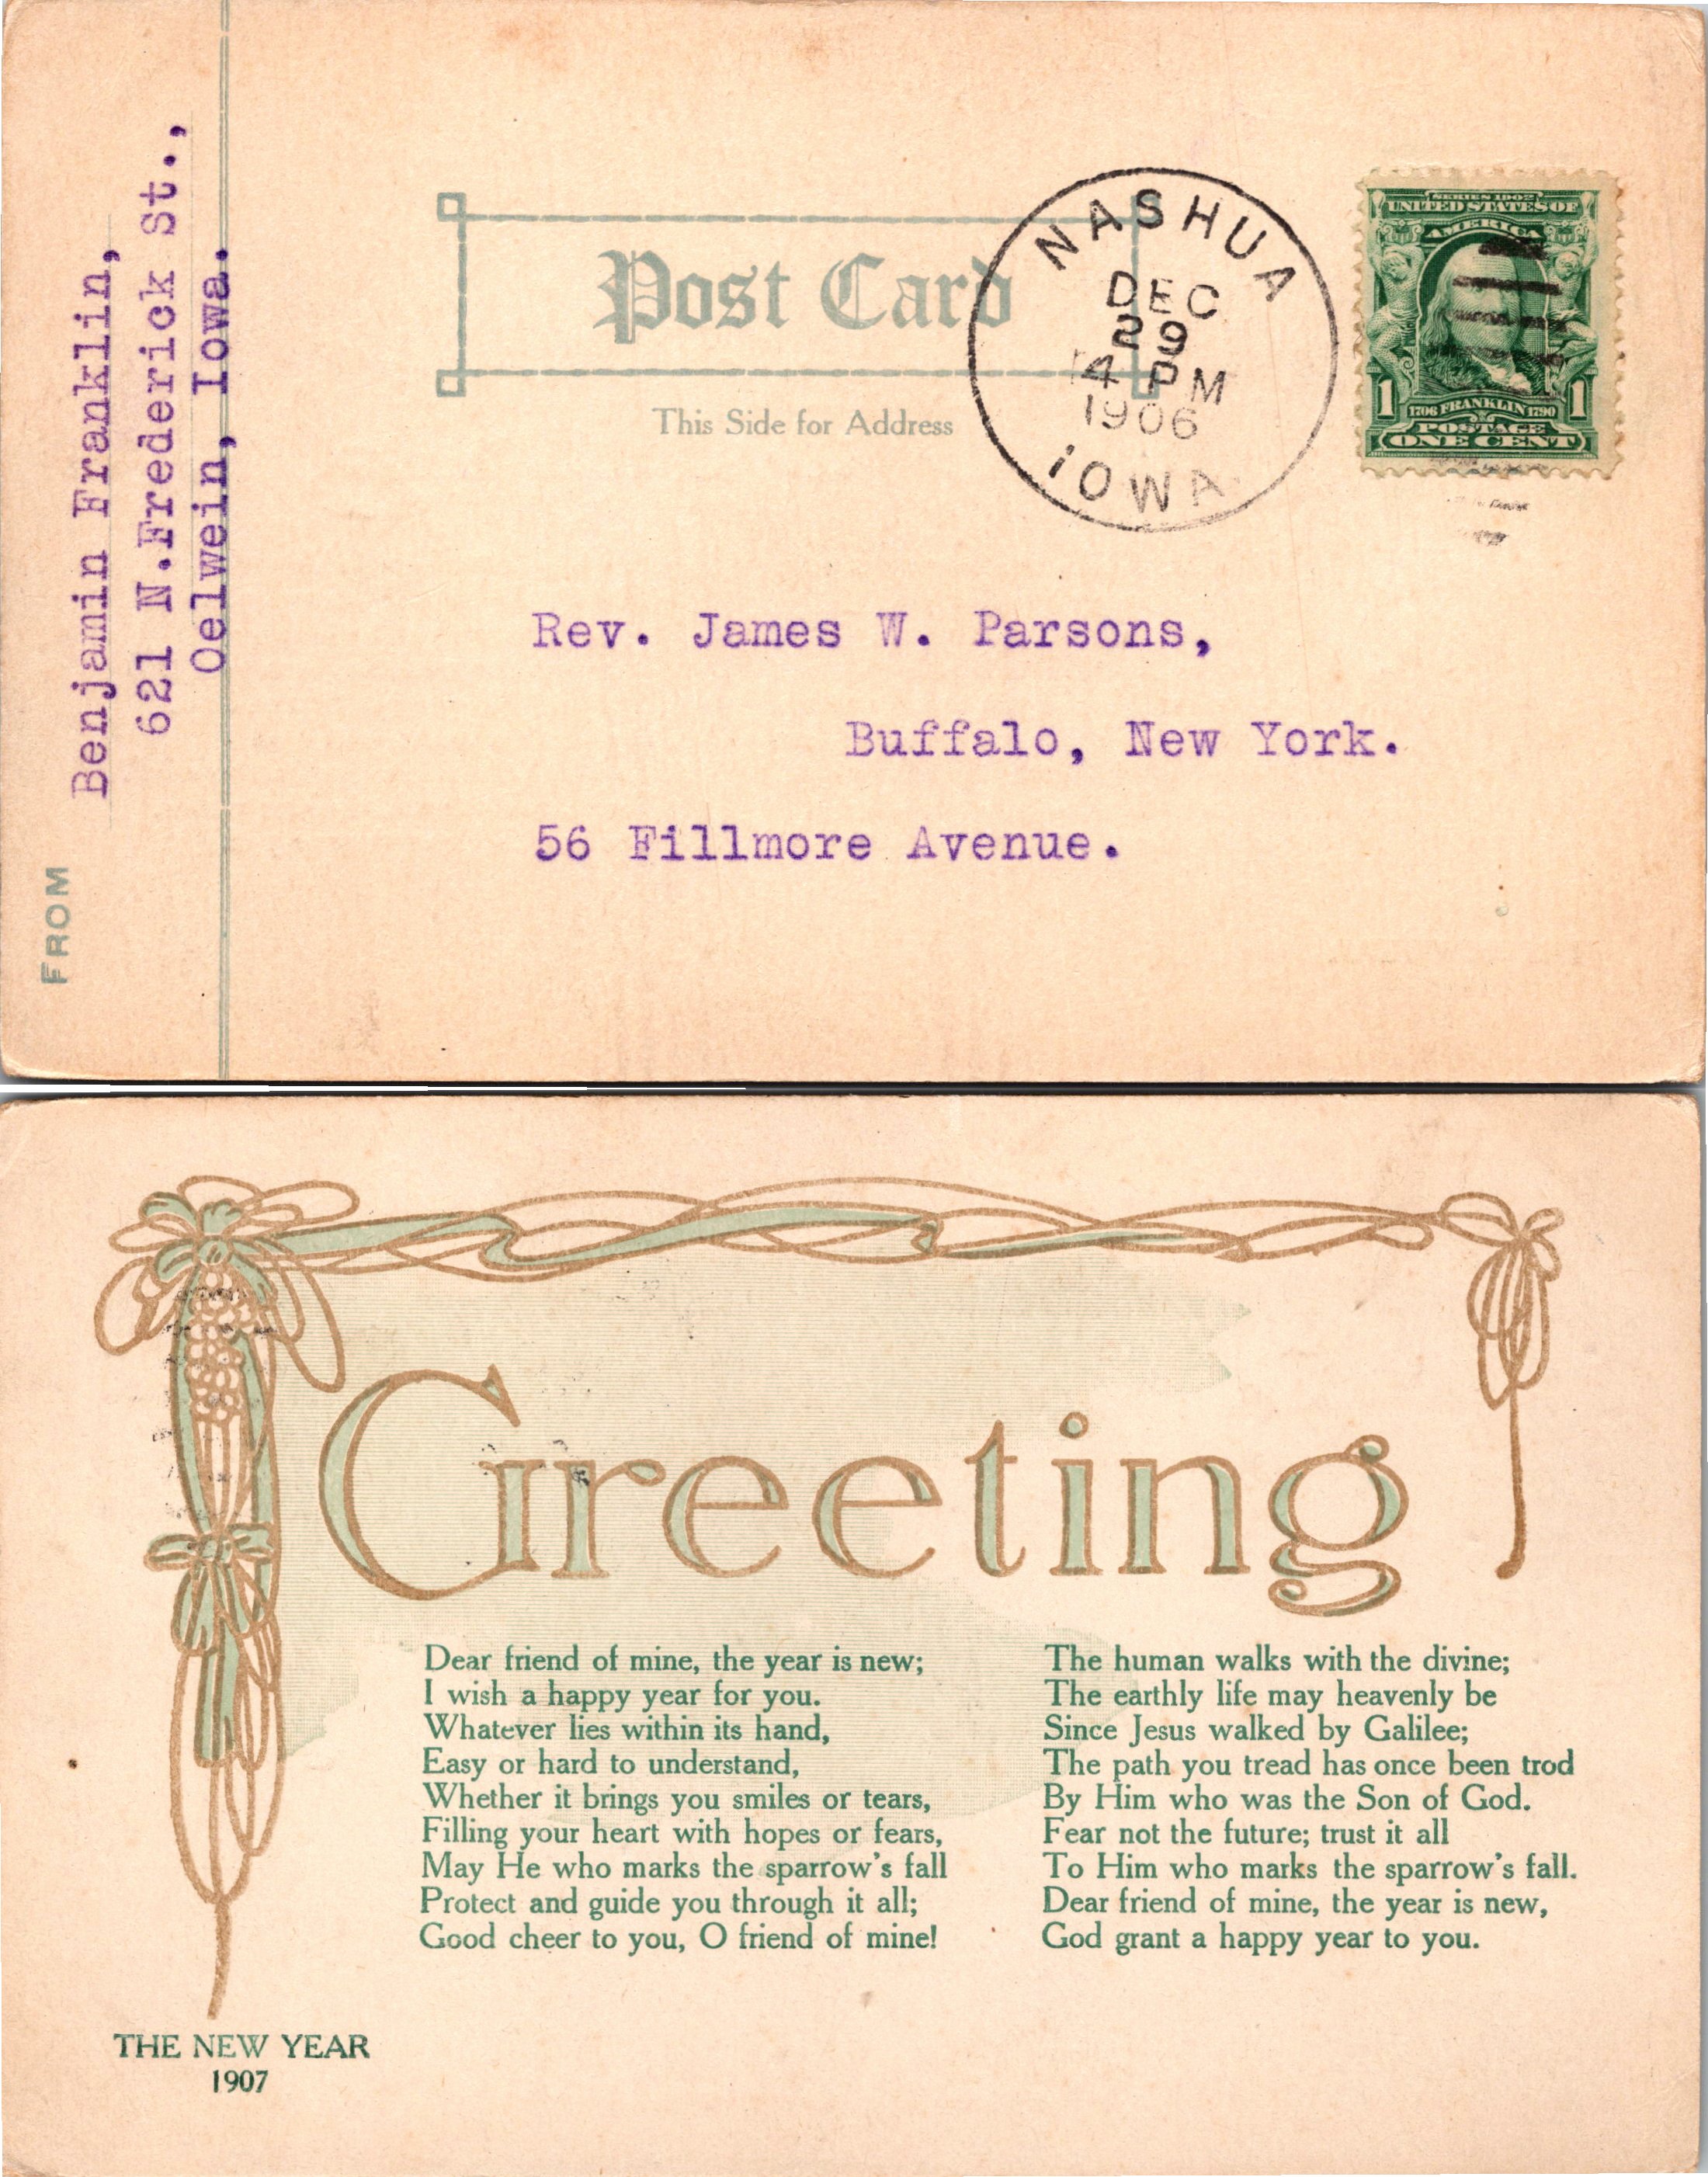 FROM
Benjamin Franklin,
621 N.Frederick St.,
Oelwein, Iowa.
Post Card
This Side for Address
NASHUA
DEC
29
4 PM
1906
IOWA
SERIES 1902
UNITED STATES OF
AMERICA
1 1706 FRANKLIN 1790 1
POSTAGE
ONE CENT
Rev. James W. Parsons,
Buffalo, New York.
56 Fillmore Avenue.
Greeting
Dear friend of mine, the year is new;
I wish a happy year for you.
Whatever lies within its hand,
Easy or hard to understand,
Whether it brings you smiles or tears,
Filling your heart with hopes or fears,
May He who marks the sparrow's fall
Protect and guide you through it all;
Good cheer to you, O friend of mine!
The human walks with the divine;
The earthly life may heavenly be
Since Jesus walked by Galilee;
The path you tread has once been trod
By Him who was the Son of God.
Fear not the future; trust it all
To Him who marks the sparrow's fall.
Dear friend of mine, the year is new,
God grant a happy year to you.
THE NEW YEAR
1907